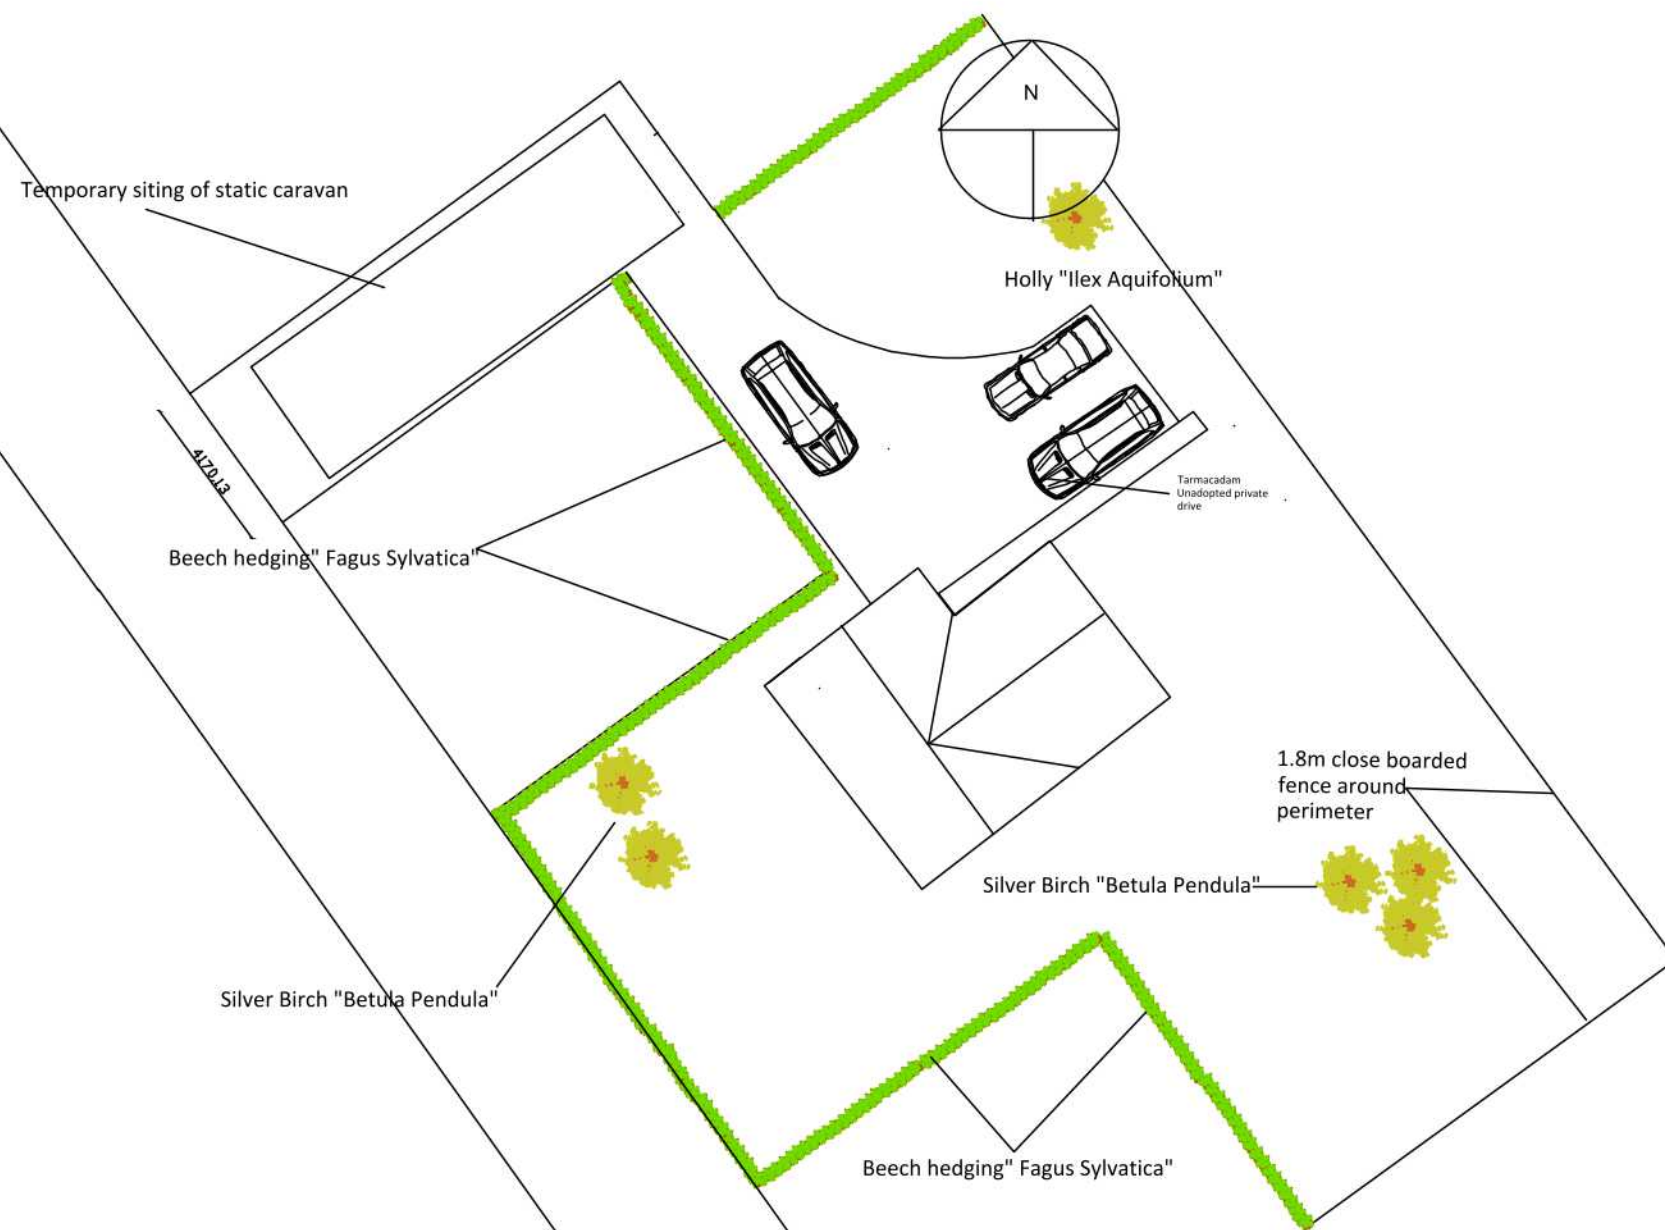 N
Temporary siting of static caravan
Holly "Ilex Aquifolium"
4170.13
Tarmacadam
Unadopted private
drive
Beech hedging" Fagus Sylvatica"
1.8m close boarded
fence around
perimeter
Silver Birch "Betula Pendula"
Silver Birch "Betula Pendula"
Beech hedging" Fagus Sylvatica"